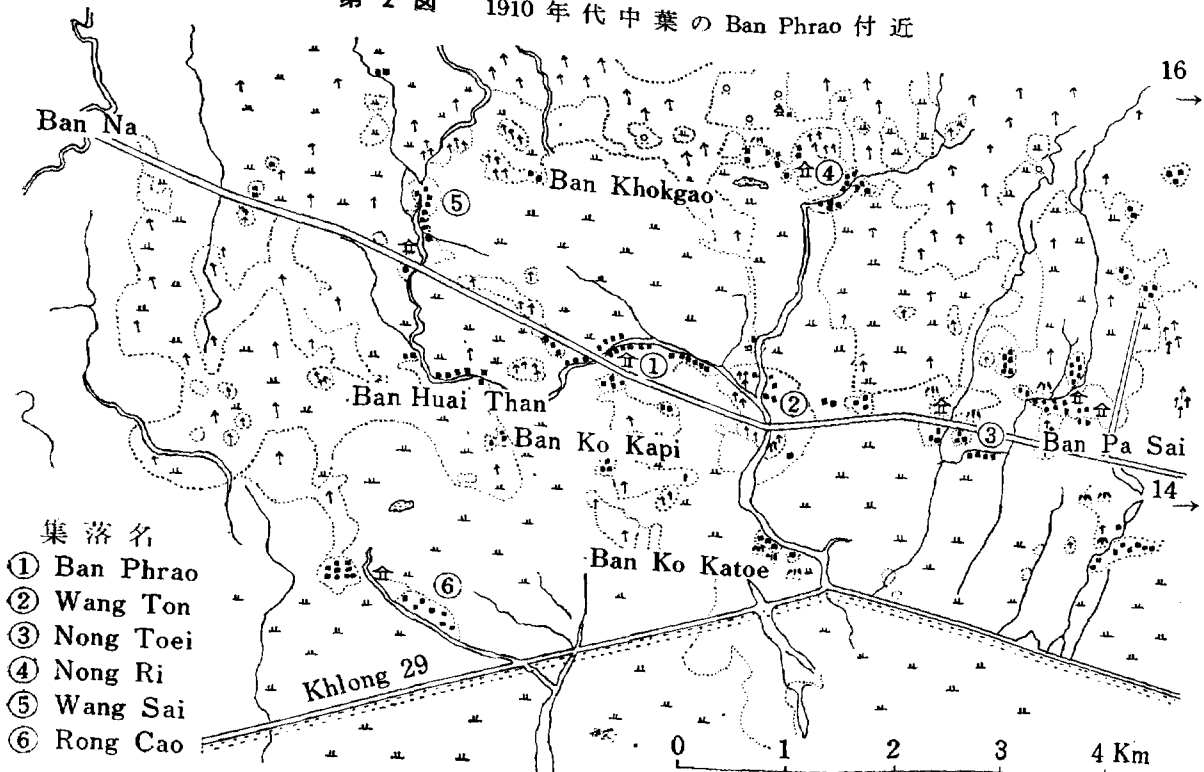 第 2 図 1910 年代中葉の Ban Phrao 付近
16
Ban Na
④
Ban Khokgao
⑤
①
②
Ban Huai Than
Ban Ko Kapi
③
Ban Pa Sai
14
集落名
① Ban Phrao
② Wang Ton
③ Nong Toei
④ Nong Ri
⑤ Wang Sai
⑥ Rong Cao
Ban Ko Katoe
⑥
Khlong 29
0 1 2 3 4 Km